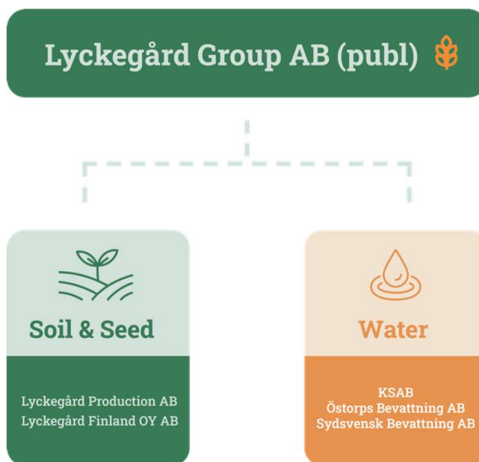 Lyckegård Group AB (publ)
Soil & Seed
Lyckegård Production AB
Lyckegård Finland OY AB
Water
KSAB
Östorps Bevattning AB
Sydsvensk Bevattning AB